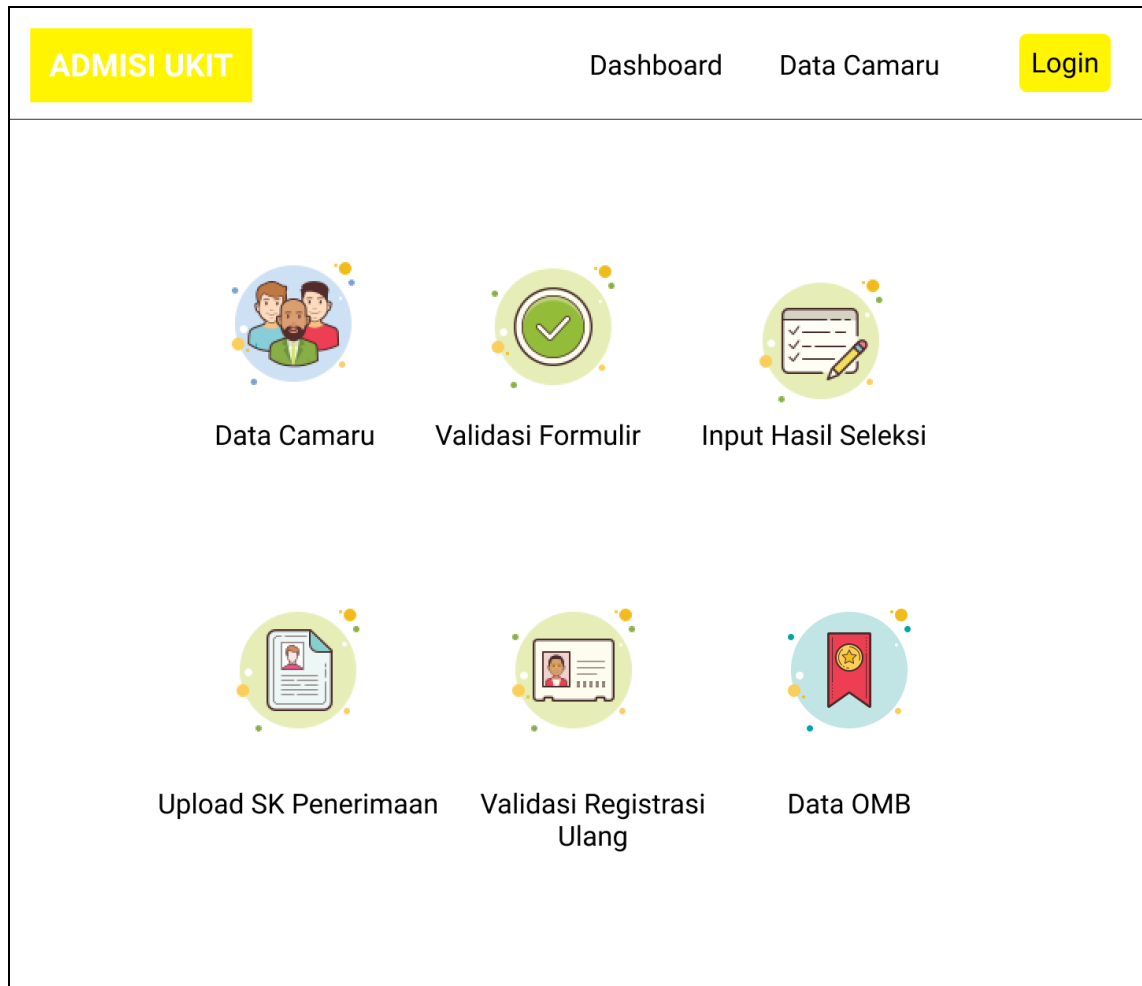 ADMISI UKIT
Dashboard
Data Camaru
Login
Data Camaru
Validasi Formulir
Input Hasil Seleksi
Upload SK Penerimaan
Validasi Registrasi
Ulang
Data OMB